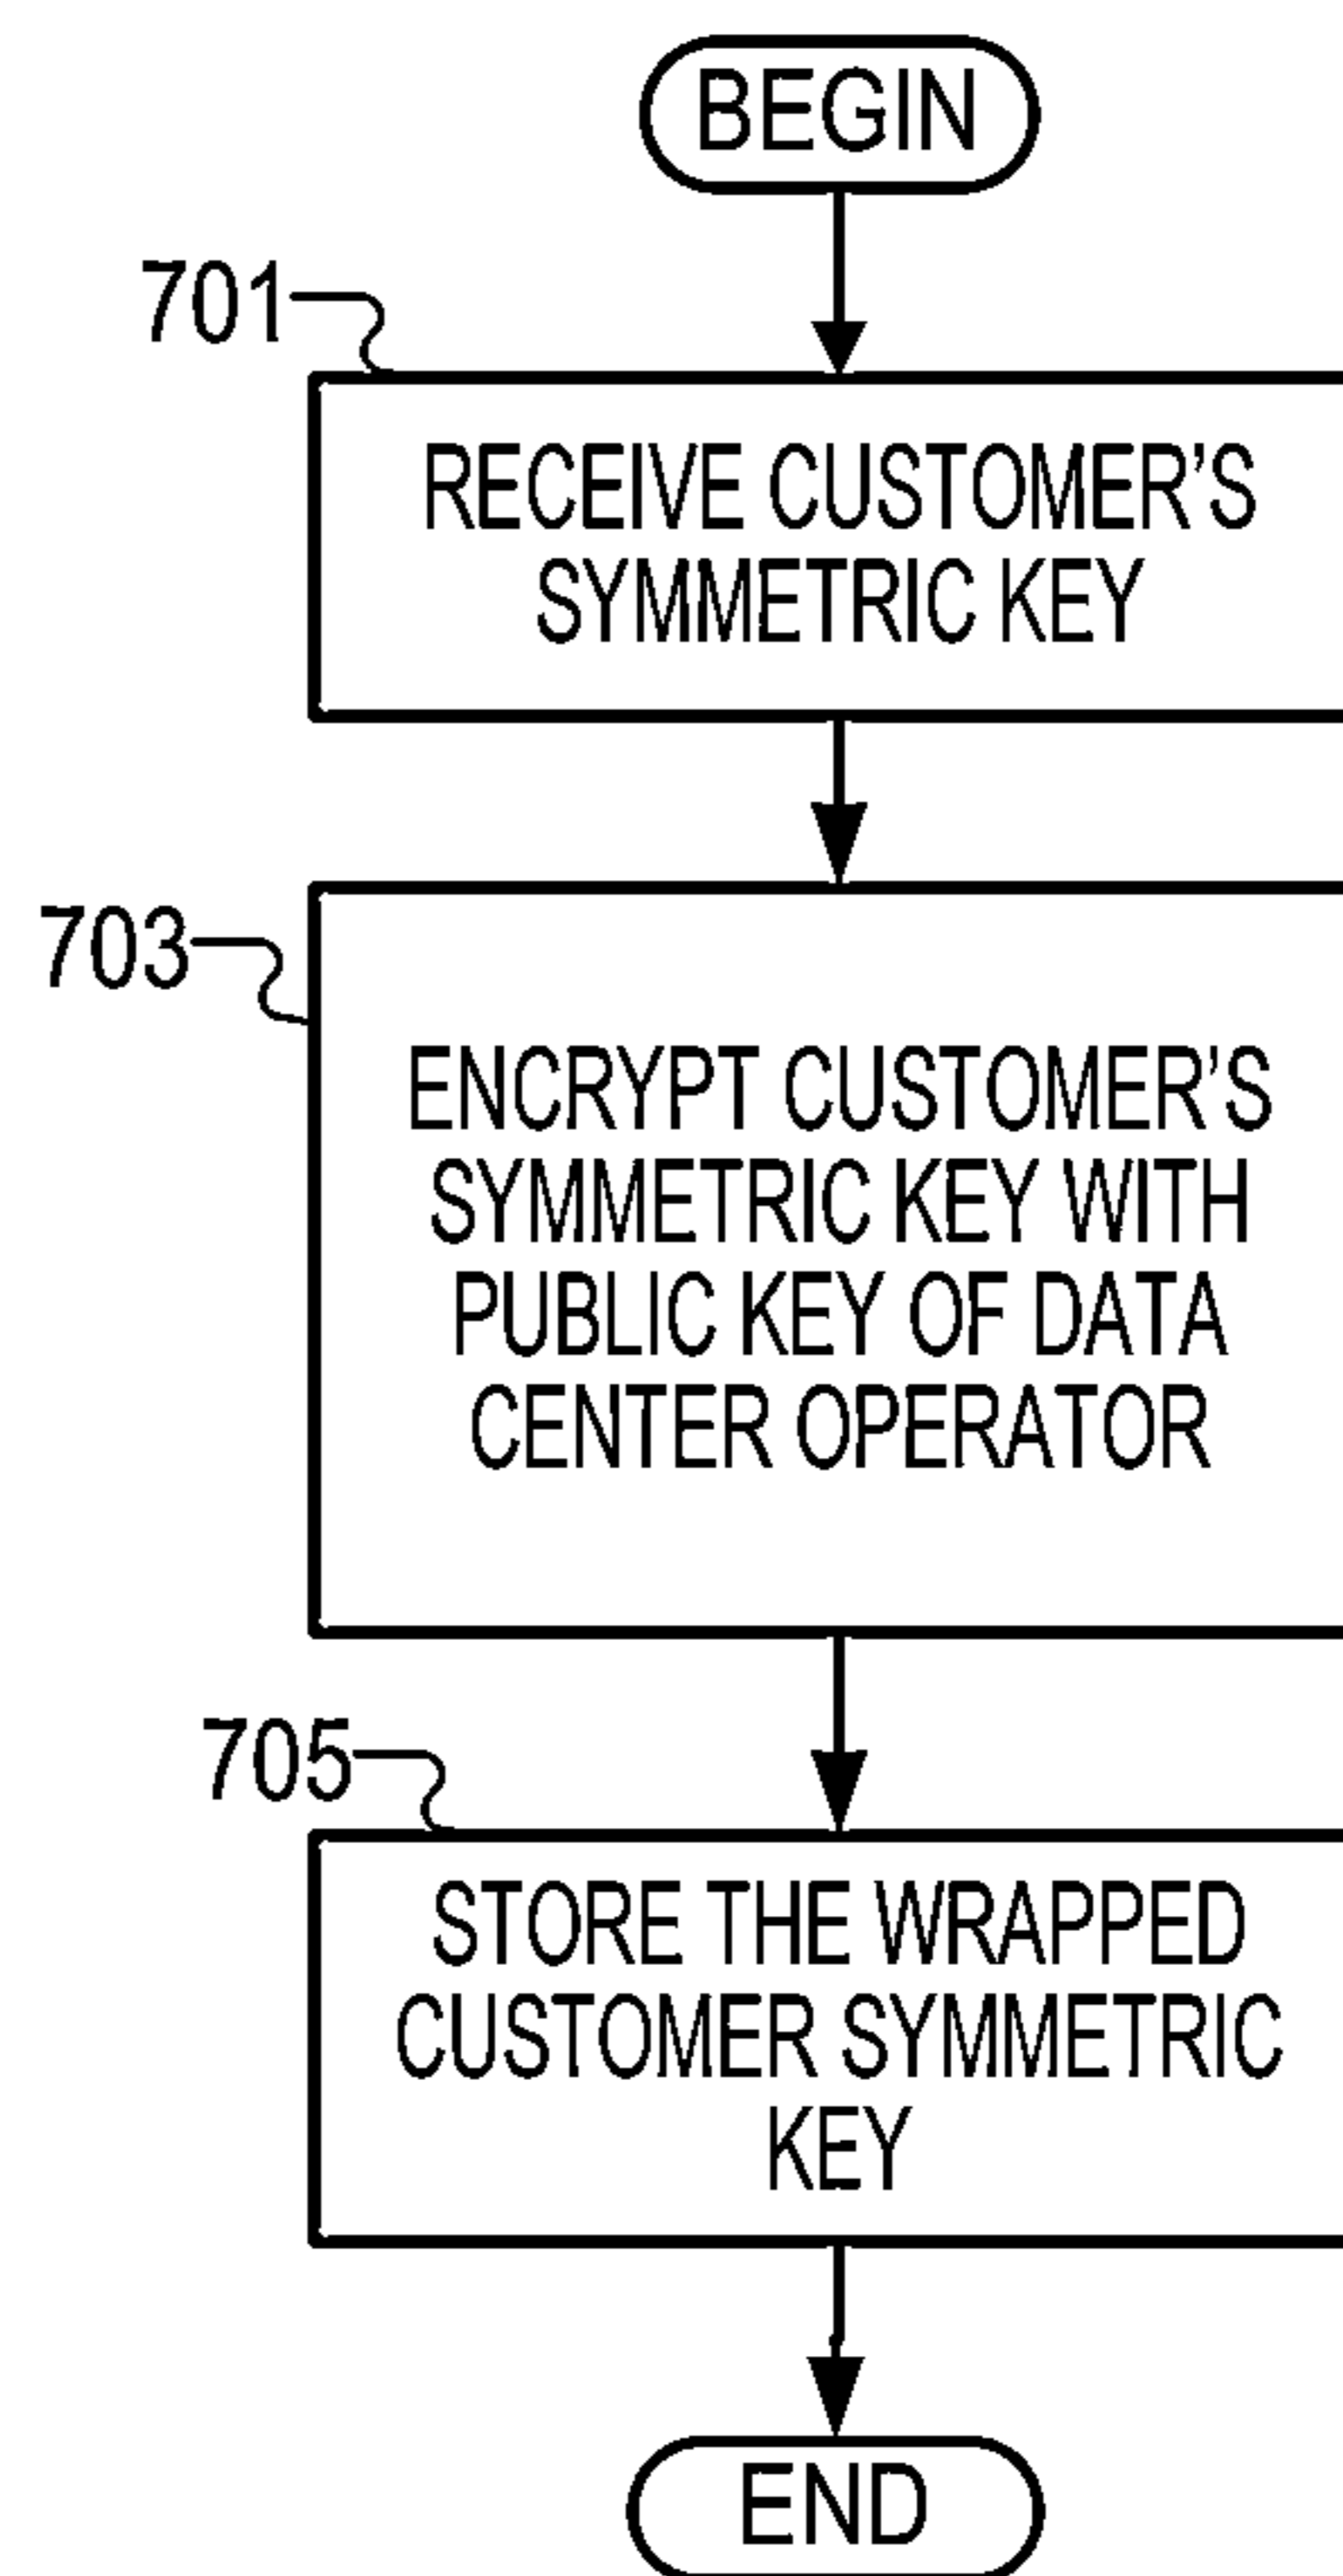 BEGIN
701
RECEIVE CUSTOMER'S
SYMMETRIC KEY
703
ENCRYPT CUSTOMER'S
SYMMETRIC KEY WITH
PUBLIC KEY OF DATA
CENTER OPERATOR
705
STORE THE WRAPPED
CUSTOMER SYMMETRIC
KEY
END